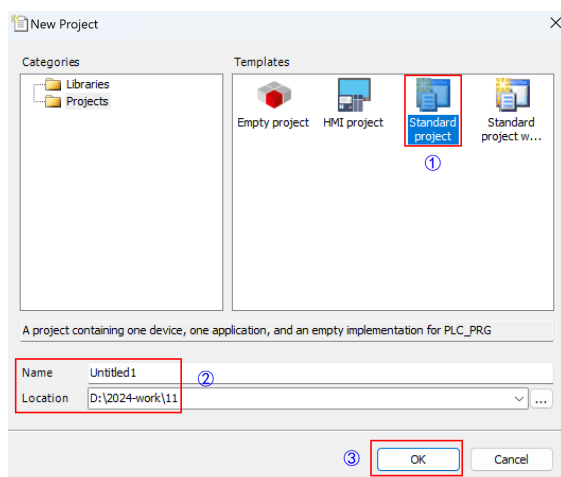 New Project
Categories
Templates
Libraries
Projects
Empty project
HMI project
Standard
project
Standard
project w...
①
A project containing one device, one application, and an empty implementation for PLC_PRG
Name
Untitled1
②
Location
D:\2024-work\11
...
③
OK
Cancel